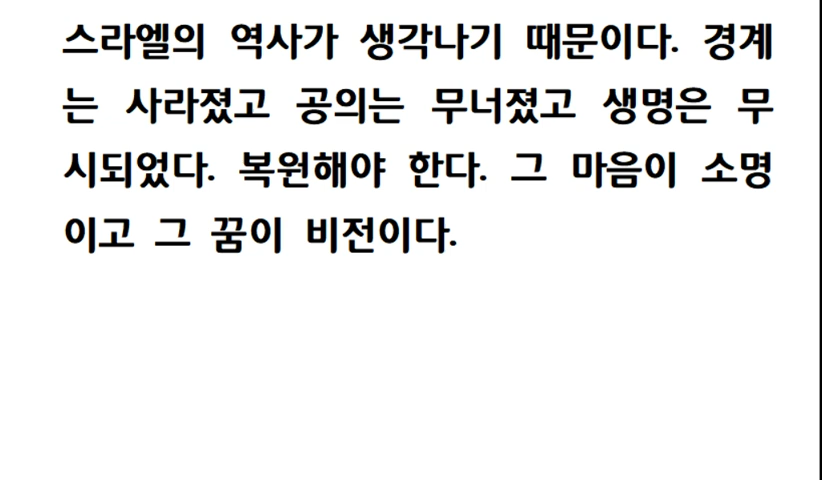 스라엘의 역사가 생각나기 때문이다. 경계
는 사라졌고 공의는 무너졌고 생명은 무
시되었다. 복원해야 한다. 그 마음이 소명
이고 그 꿈이 비전이다.